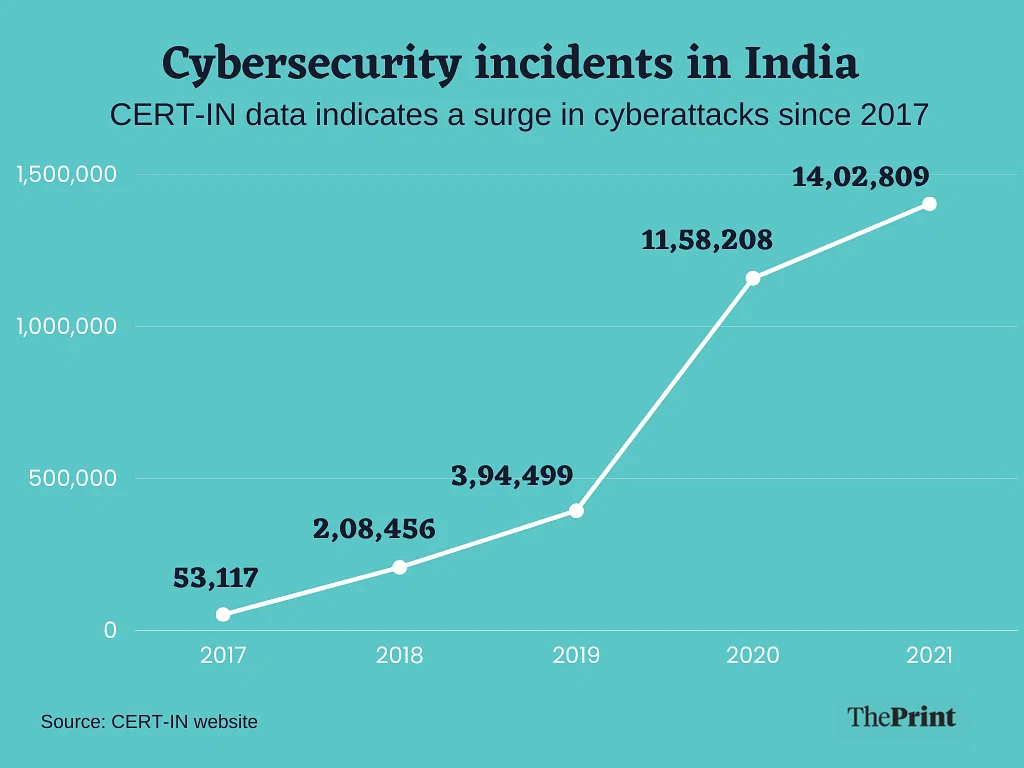 Cybersecurity incidents in India
CERT-IN data indicates a surge in cyberattacks since 2017
1,500,000
14,02,809
11,58,208
1,000,000
3,94,499
500,000
2,08,456
53,117
0
2017 2018 2019 2020 2021
Source: CERT-IN website
ThePrint